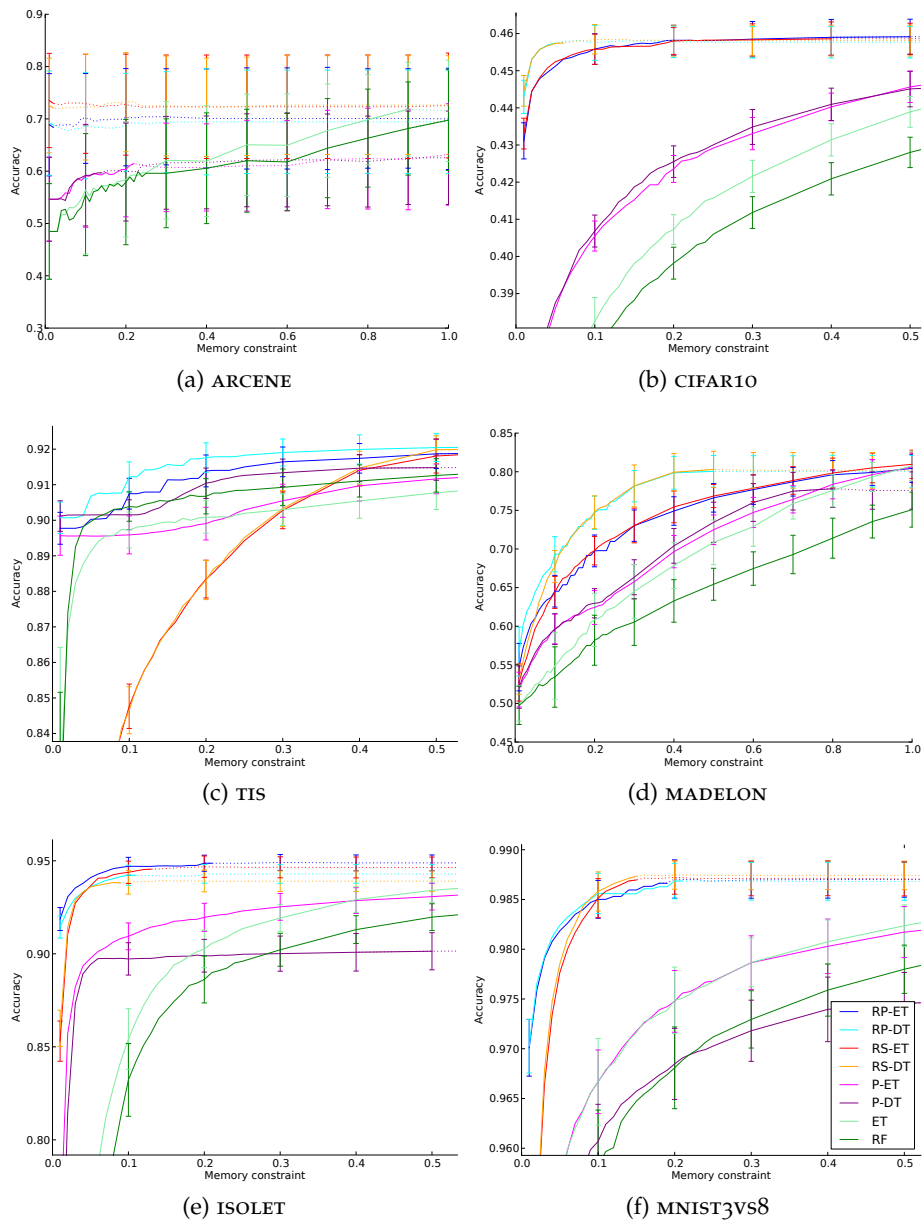 0.9
0.8
0.7
0.6
0.5
0.4
0.3
0.0 0.2 0.4 0.6 0.8 1.0
Accuracy
Memory constraint
(a) ARCENE
0.46
0.45
0.44
0.43
0.42
0.41
0.40
0.39
0.0 0.1 0.2 0.3 0.4 0.5
Accuracy
Memory constraint
(b) CIFAR10
0.92
0.91
0.90
0.89
0.88
0.87
0.86
0.85
0.84
0.0 0.1 0.2 0.3 0.4 0.5
Accuracy
Memory constraint
(c) TIS
0.85
0.80
0.75
0.70
0.65
0.60
0.55
0.50
0.45
0.0 0.2 0.4 0.6 0.8 1.0
Accuracy
Memory constraint
(d) MADELON
0.95
0.90
0.85
0.80
0.0 0.1 0.2 0.3 0.4 0.5
Accuracy
Memory constraint
(e) ISOLET
0.990
0.985
0.980
0.975
0.970
0.965
0.960
0.0 0.1 0.2 0.3 0.4 0.5
Accuracy
Memory constraint
RP-ET
RP-DT
RS-ET
RS-DT
P-ET
P-DT
ET
RF
(f) MNIST3VS8